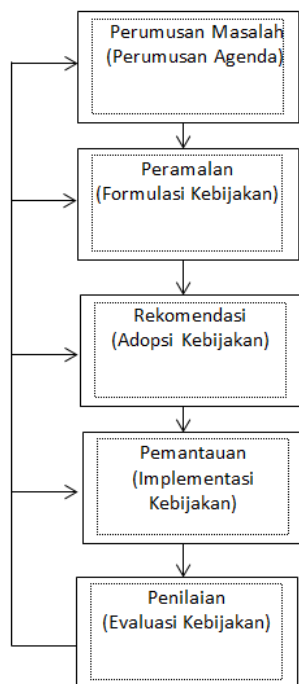 Perumusan Masalah
(Perumusan Agenda)
Peramalan
(Formulasi Kebijakan)
Rekomendasi
(Adopsi Kebijakan)
Pemantauan
(Implementasi
Kebijakan)
Penilaian
(Evaluasi Kebijakan)